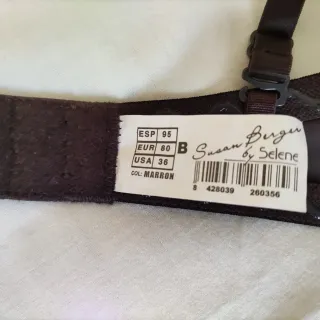 ESP 95
EUR 80 B
USA 36
COL: MARRON
Susan Berger
by Selene
8 428039 260356